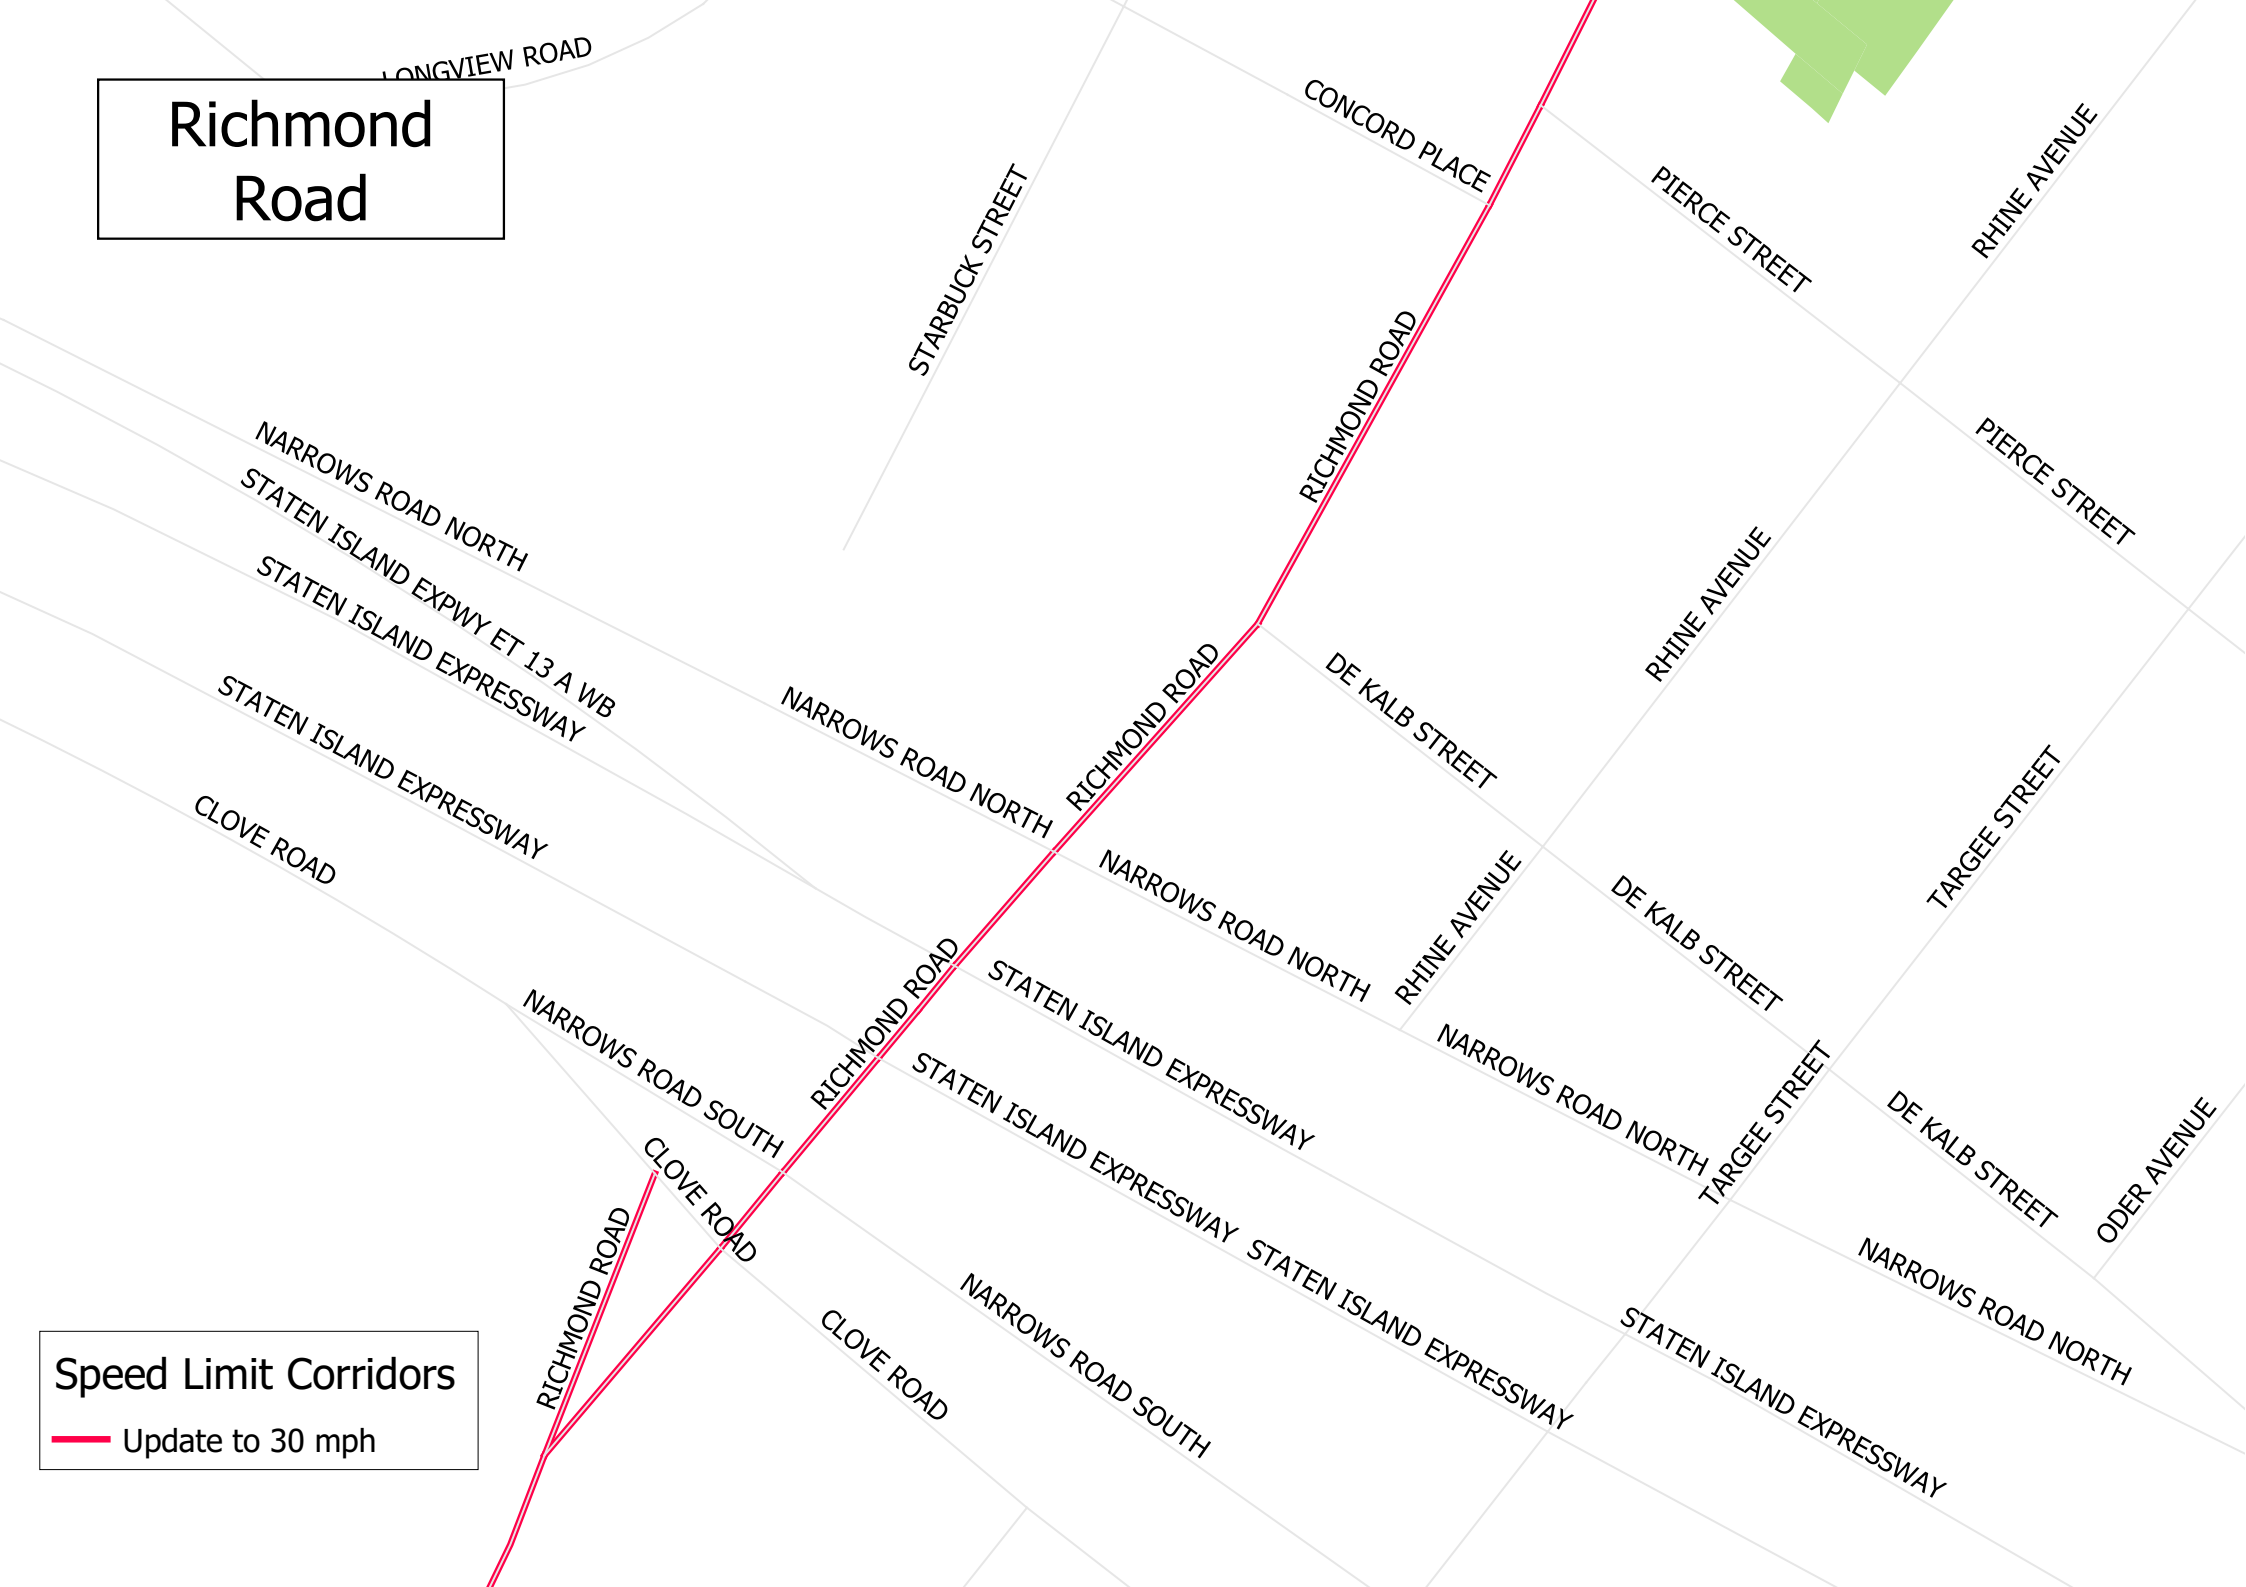 LONGVIEW ROAD
Richmond
Road
CONCORD PLACE
STARBUCK STREET
PIERCE STREET
RHINE AVENUE
RICHMOND ROAD
NARROWS ROAD NORTH
STATEN ISLAND EXPWY ET 13 A WB
STATEN ISLAND EXPRESSWAY
STATEN ISLAND EXPRESSWAY
CLOVE ROAD
PIERCE STREET
RHINE AVENUE
RICHMOND ROAD
DE KALB STREET
NARROWS ROAD NORTH
TARGEE STREET
NARROWS ROAD NORTH
RHINE AVENUE
DE KALB STREET
RICHMOND ROAD
STATEN ISLAND EXPRESSWAY
NARROWS ROAD SOUTH
STATEN ISLAND EXPRESSWAY
NARROWS ROAD NORTH
TARGEE STREET
DE KALB STREET
ODER AVENUE
CLOVE ROAD
RICHMOND ROAD
STATEN ISLAND EXPRESSWAY
NARROWS ROAD NORTH
NARROWS ROAD SOUTH
CLOVE ROAD
STATEN ISLAND EXPRESSWAY
Speed Limit Corridors
Update to 30 mph